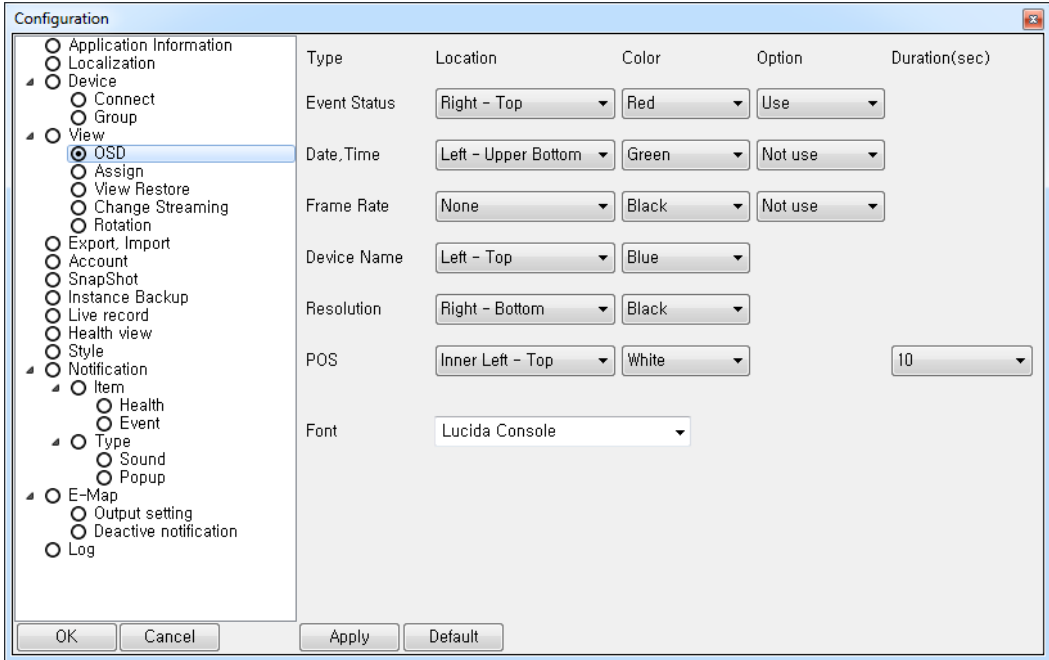 Configuration
Application Information
Localization
Device
Connect
Group
View
OSD
Assign
View Restore
Change Streaming
Rotation
Export, Import
Account
SnapShot
Instance Backup
Live record
Health view
Style
Notification
Item
Health
Event
Type
Sound
Popup
E-Map
Output setting
Deactive notification
Log
OK Cancel
Type Location Color Option Duration(sec)
Event Status Right - Top Red Use
Date,Time Left - Upper Bottom Green Not use
Frame Rate None Black Not use
Device Name Left - Top Blue
Resolution Right - Bottom Black
POS Inner Left - Top White 10
Font Lucida Console
Apply Default